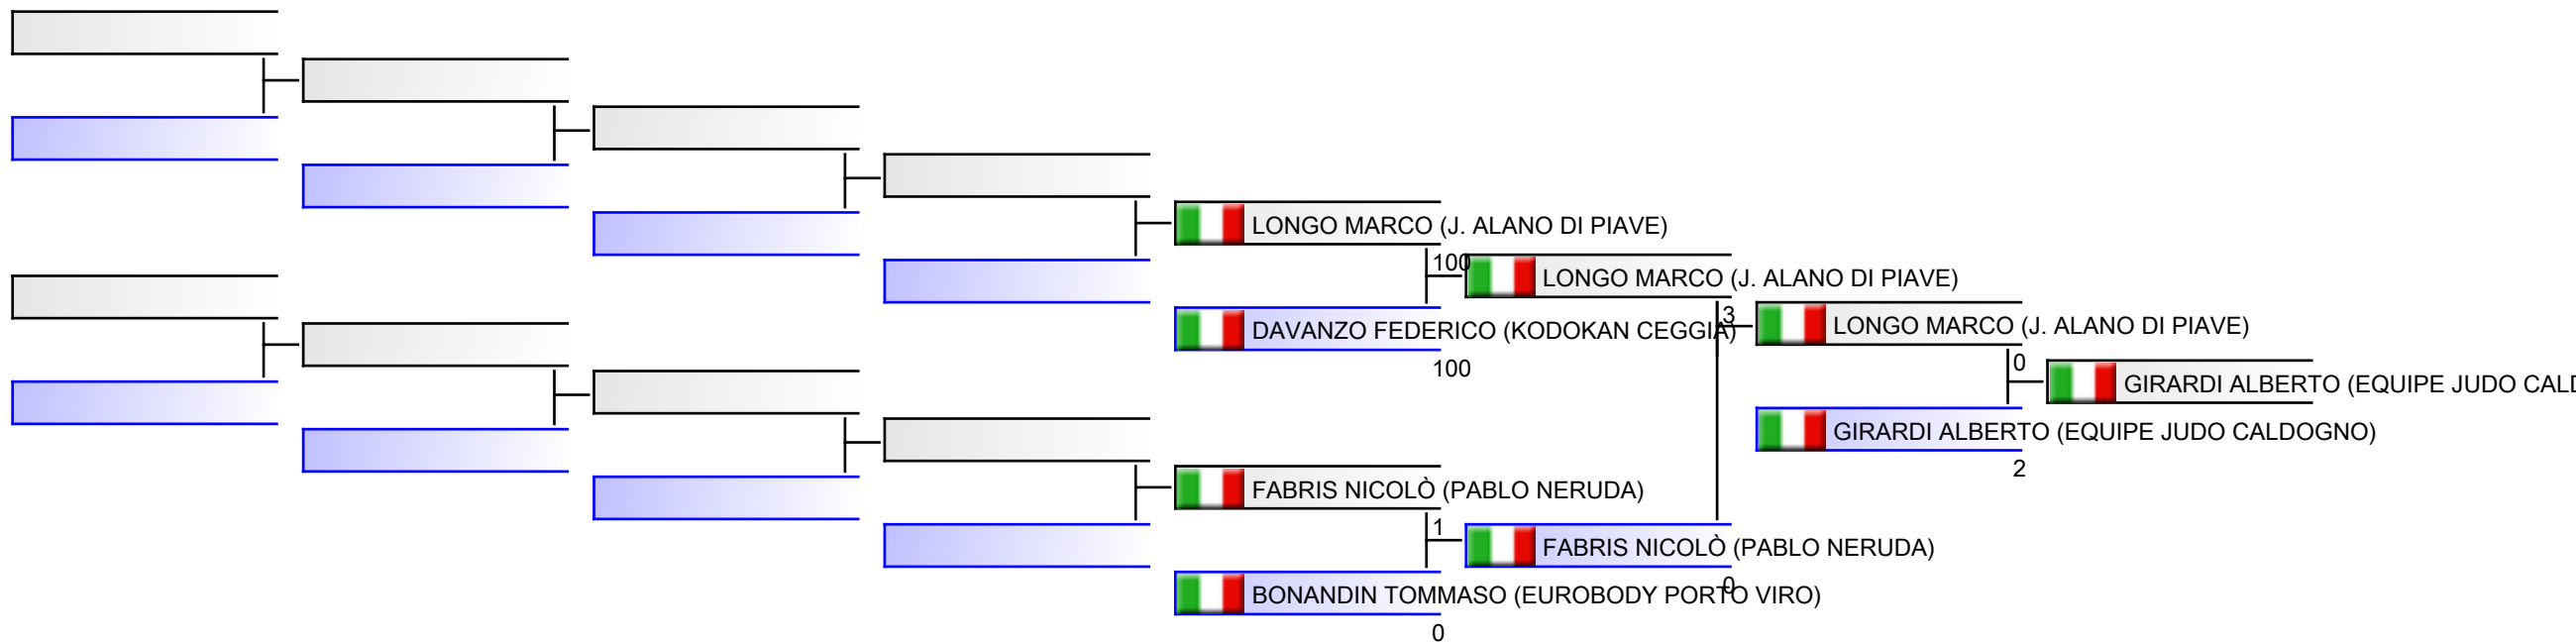 LONGO MARCO (J. ALANO DI PIAVE)
100
LONGO MARCO (J. ALANO DI PIAVE)
DAVANZO FEDERICO (KODOKAN CEGGIA)
100
3
LONGO MARCO (J. ALANO DI PIAVE)
0
GIRARDI ALBERTO (EQUIPE JUDO CALD
GIRARDI ALBERTO (EQUIPE JUDO CALDOGNO)
2
FABRIS NICOLÒ (PABLO NERUDA)
1
FABRIS NICOLÒ (PABLO NERUDA)
0
BONANDIN TOMMASO (EUROBODY PORTO VIRO)
0